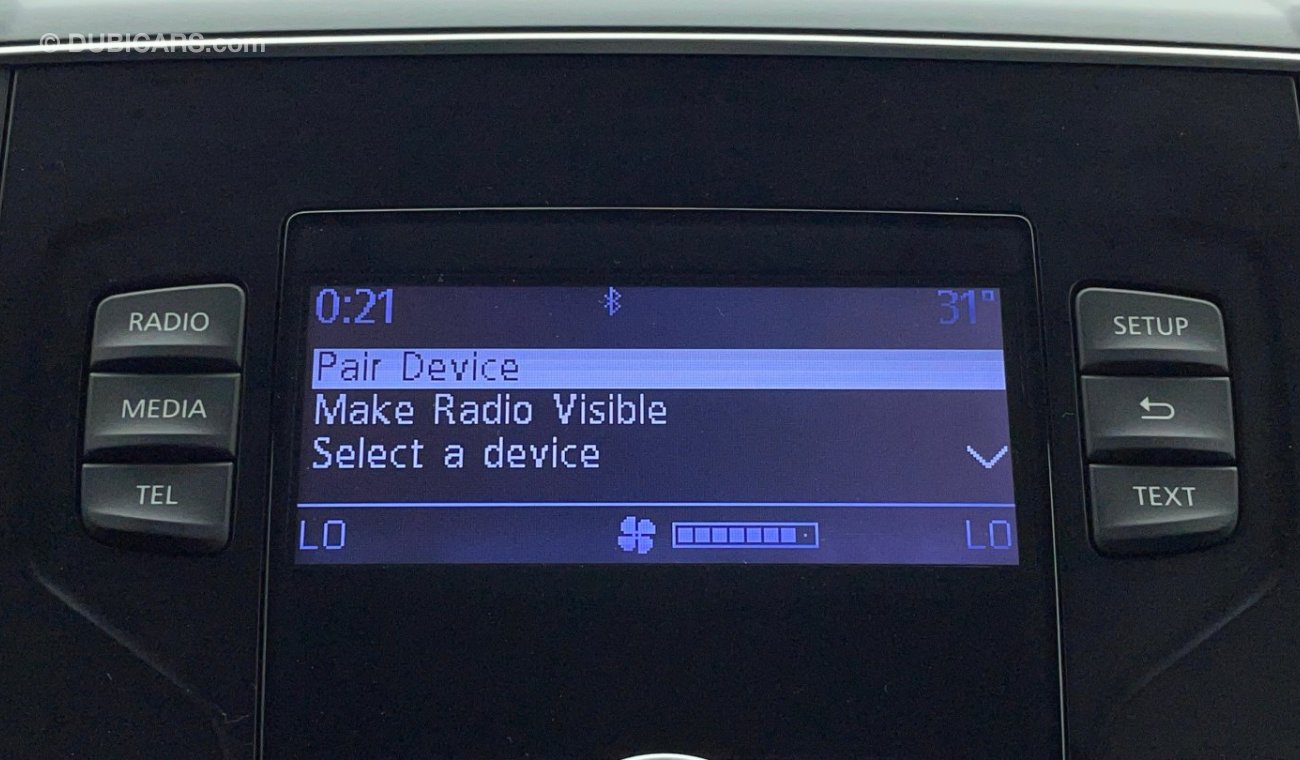 © DUBICARS.com
0:21 31°
RADIO
MEDIA
TEL
Pair Device
Make Radio Visible
Select a device
LO LO
SETUP
TEXT